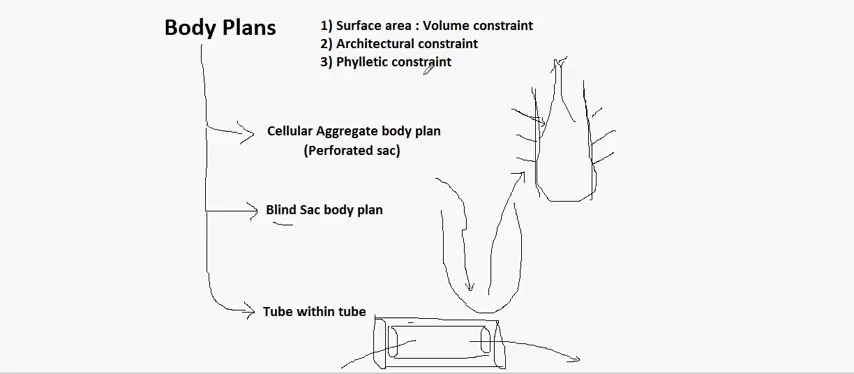 Body Plans
1) Surface area : Volume constraint
2) Architectural constraint
3) Phylletic constraint
Cellular Aggregate body plan
(Perforated sac)
Blind Sac body plan
Tube within tube